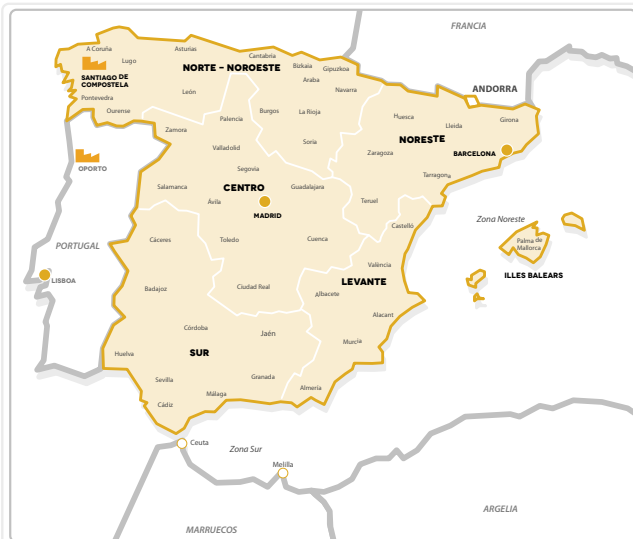 FRANCIA
A Coruña
Asturias
Cantabria
Lugo
NORTE – NOROESTE
Bizkaia
Gipuzkoa
Araba
SANTIAGO DE
COMPOSTELA
León
Navarra
ANDORRA
Pontevedra
Ourense
Palencia
Burgos
La Rioja
Huesca
Lleida
Girona
Zamora
Valladolid
Soria
NORESTE
Zaragoza
BARCELONA
OPORTO
Segovia
Tarragona
Salamanca
CENTRO
Guadalajara
Ávila
MADRID
Teruel
Castelló
Zona Noreste
PORTUGAL
Cáceres
Toledo
Cuenca
Palma de
Mallorca
LISBOA
València
ILLES BALEARS
Badajoz
Ciudad Real
LEVANTE
Albacete
Alacant
Córdoba
Jaén
Murcia
Huelva
SUR
Sevilla
Granada
Almería
Málaga
Cádiz
Ceuta
Zona Sur
Melilla
ARGELIA
MARRUECOS